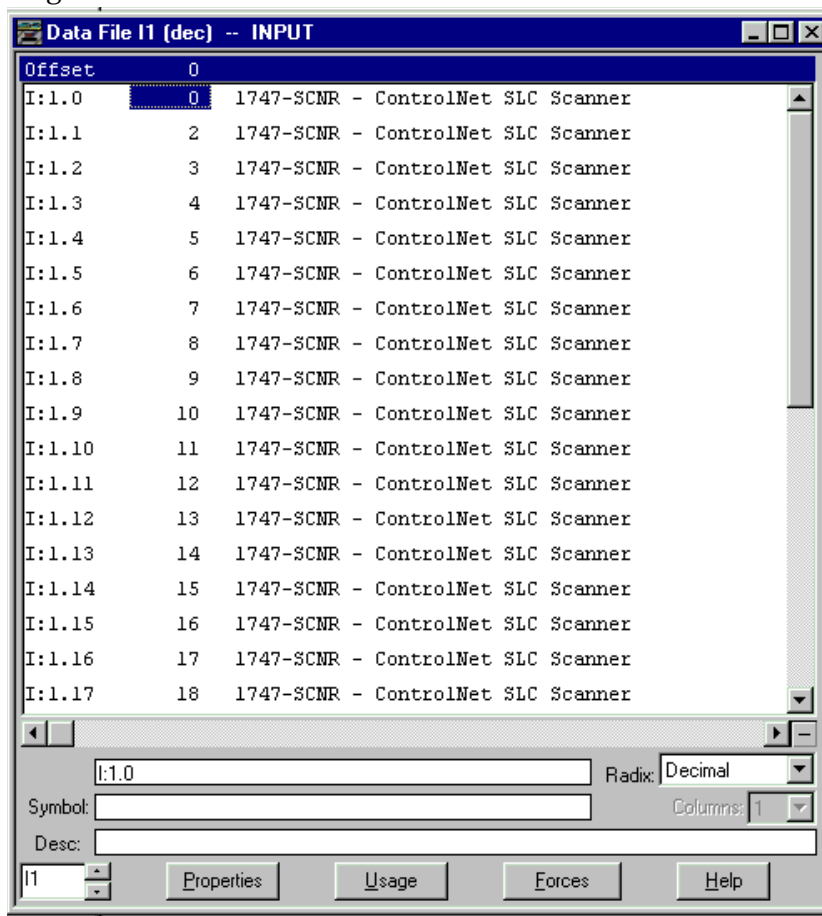 Data File I1 (dec) -- INPUT
Offset 0
I:1.0 0 1747-SCNR - ControlNet SLC Scanner
I:1.1 2 1747-SCNR - ControlNet SLC Scanner
I:1.2 3 1747-SCNR - ControlNet SLC Scanner
I:1.3 4 1747-SCNR - ControlNet SLC Scanner
I:1.4 5 1747-SCNR - ControlNet SLC Scanner
I:1.5 6 1747-SCNR - ControlNet SLC Scanner
I:1.6 7 1747-SCNR - ControlNet SLC Scanner
I:1.7 8 1747-SCNR - ControlNet SLC Scanner
I:1.8 9 1747-SCNR - ControlNet SLC Scanner
I:1.9 10 1747-SCNR - ControlNet SLC Scanner
I:1.10 11 1747-SCNR - ControlNet SLC Scanner
I:1.11 12 1747-SCNR - ControlNet SLC Scanner
I:1.12 13 1747-SCNR - ControlNet SLC Scanner
I:1.13 14 1747-SCNR - ControlNet SLC Scanner
I:1.14 15 1747-SCNR - ControlNet SLC Scanner
I:1.15 16 1747-SCNR - ControlNet SLC Scanner
I:1.16 17 1747-SCNR - ControlNet SLC Scanner
I:1.17 18 1747-SCNR - ControlNet SLC Scanner
I:1.0 Radix: Decimal
Symbol: Columns: 1
Desc:
I1 Properties Usage Forces Help